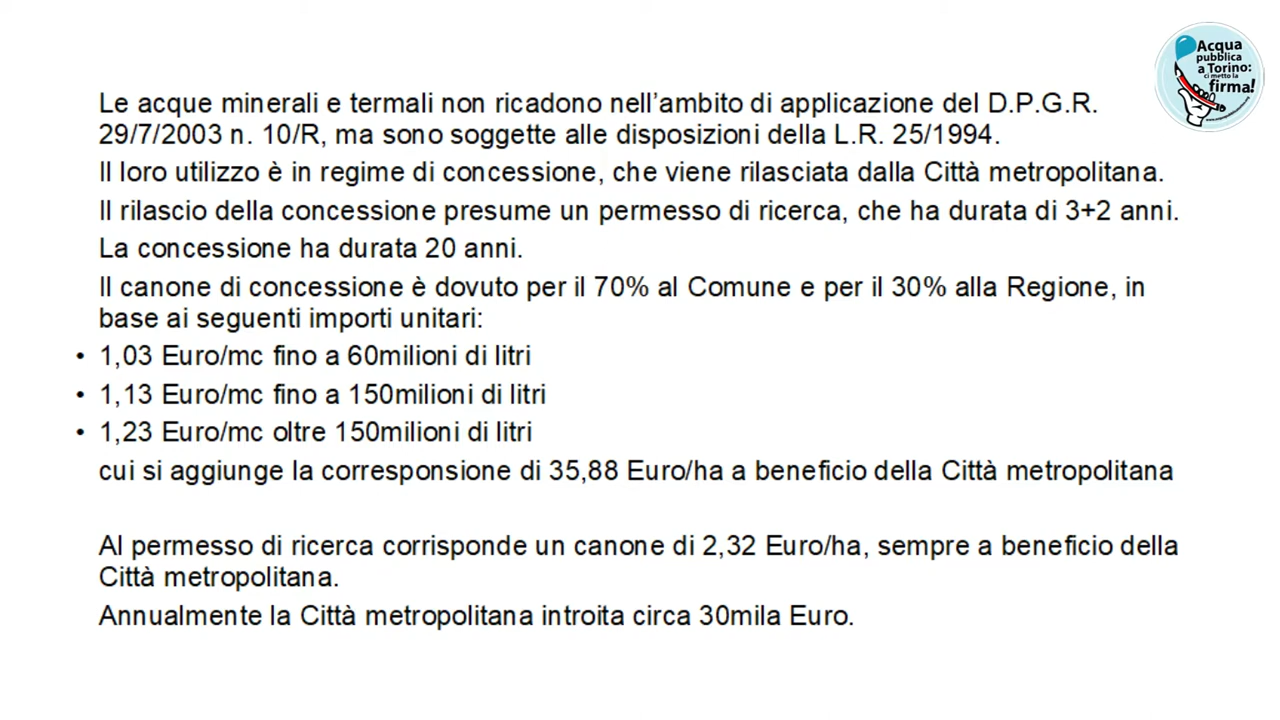 Acqua
pubblica
a Torino:
ci metto la
firma!
Le acque minerali e termali non ricadono nell'ambito di applicazione del D.P.G.R.
29/7/2003 n. 10/R, ma sono soggette alle disposizioni della L.R. 25/1994.
Il loro utilizzo è in regime di concessione, che viene rilasciata dalla Città metropolitana.
Il rilascio della concessione presume un permesso di ricerca, che ha durata di 3+2 anni.
La concessione ha durata 20 anni.
Il canone di concessione è dovuto per il 70% al Comune e per il 30% alla Regione, in
base ai seguenti importi unitari:
• 1,03 Euro/mc fino a 60milioni di litri
• 1,13 Euro/mc fino a 150milioni di litri
• 1,23 Euro/mc oltre 150milioni di litri
cui si aggiunge la corresponsione di 35,88 Euro/ha a beneficio della Città metropolitana
Al permesso di ricerca corrisponde un canone di 2,32 Euro/ha, sempre a beneficio della
Città metropolitana.
Annualmente la Città metropolitana introita circa 30mila Euro.